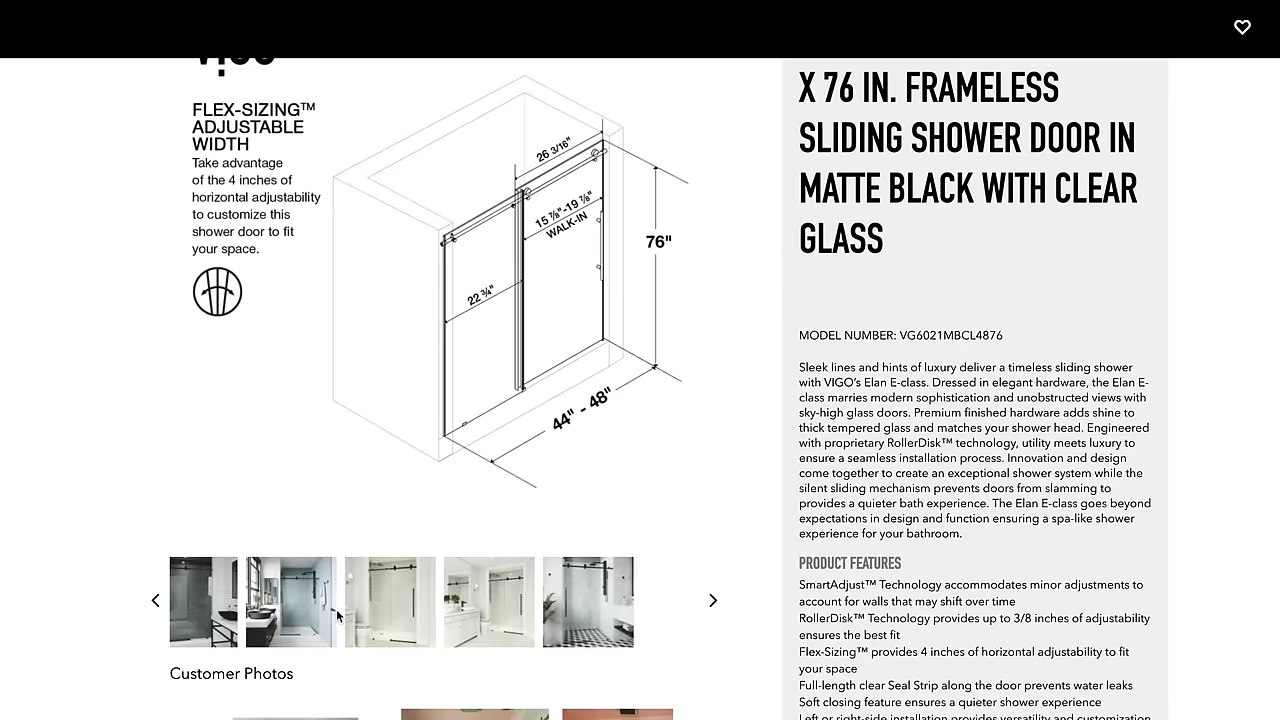 FLEX-SIZING™
ADJUSTABLE
WIDTH
Take advantage
of the 4 inches of
horizontal adjustability
to customize this
shower door to fit
your space.
26 3/16"
15 7/8"-19 7/8"
WALK-IN
76"
22 3/4"
44" - 48"
Customer Photos
X 76 IN. FRAMELESS
SLIDING SHOWER DOOR IN
MATTE BLACK WITH CLEAR
GLASS
MODEL NUMBER: VG6021MBCL4876
Sleek lines and hints of luxury deliver a timeless sliding shower
with VIGO's Elan E-class. Dressed in elegant hardware, the Elan E-
class marries modern sophistication and unobstructed views with
sky-high glass doors. Premium finished hardware adds shine to
thick tempered glass and matches your shower head. Engineered
with proprietary RollerDisk™ technology, utility meets luxury to
ensure a seamless installation process. Innovation and design
come together to create an exceptional shower system while the
silent sliding mechanism prevents doors from slamming to
provides a quieter bath experience. The Elan E-class goes beyond
expectations in design and function ensuring a spa-like shower
experience for your bathroom.
PRODUCT FEATURES
SmartAdjust™ Technology accommodates minor adjustments to
account for walls that may shift over time
RollerDisk™ Technology provides up to 3/8 inches of adjustability
ensures the best fit
Flex-Sizing™ provides 4 inches of horizontal adjustability to fit
your space
Full-length clear Seal Strip along the door prevents water leaks
Soft closing feature ensures a quieter shower experience
Left or right-side installation provides versatility and customization